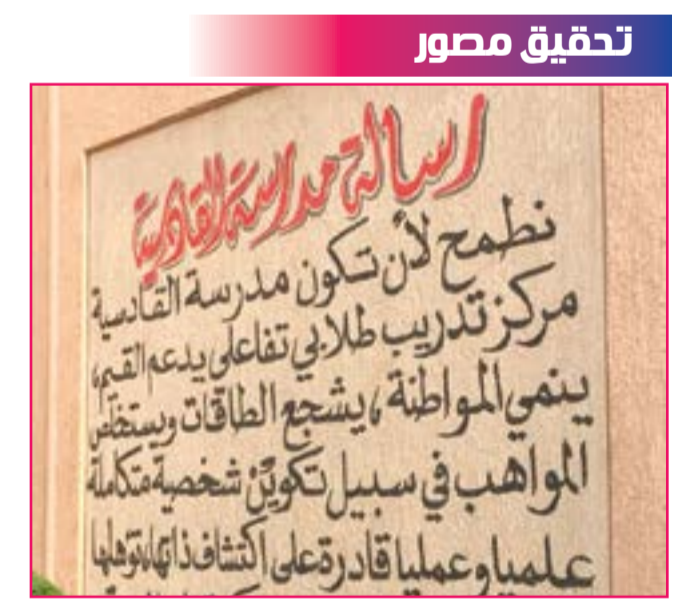 تحقيق مصور
رسالة مدرسة القادسية
نطمح لأن تكون مدرسة القادسية
مركز تدريب طلابي تفاعلي يدعم القيم،
ينمي المواطنة ، يشجع الطاقات ويستخلص
المواهب في سبيل تكوين شخصية متكاملة
علميا وعمليا قادرة على اكتشاف ذاتها، تؤهلها